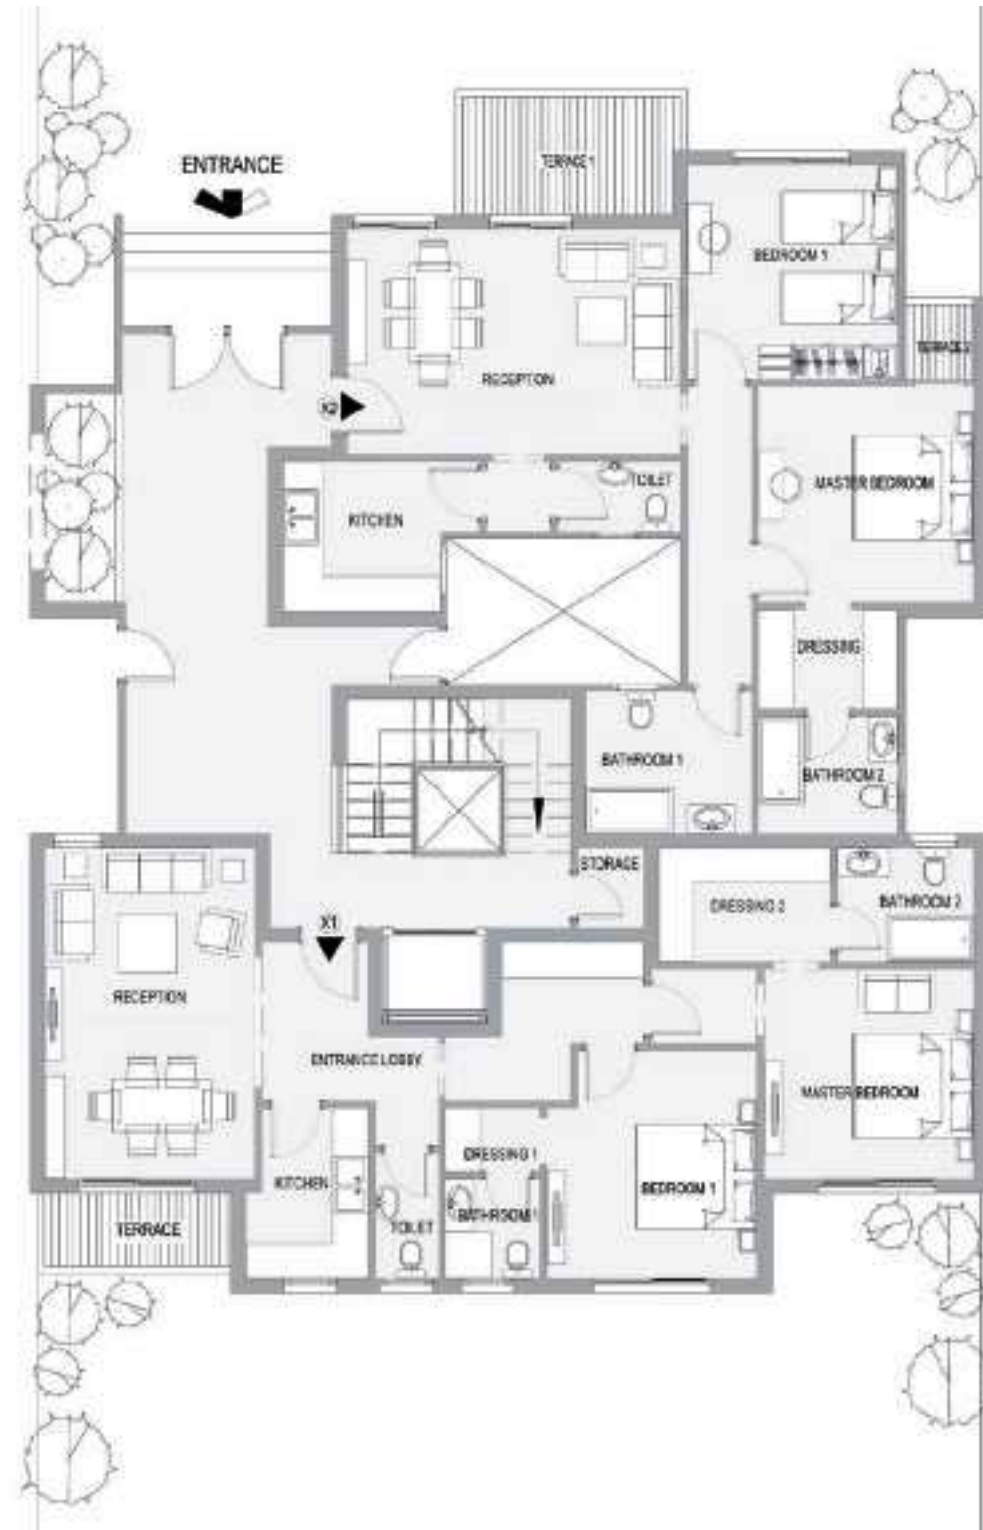 ENTRANCE
TERRACE 1
BEDROOM 1
TERRACE 2
RECEPTION
X2
TOILET
MASTER BEDROOM
KITCHEN
DRESSING
BATHROOM 1
BATHROOM 2
STORAGE
DRESSING 2
BATHROOM 2
X1
RECEPTION
ENTRANCE LOBBY
MASTER BEDROOM
DRESSING 1
KITCHEN
BEDROOM 1
BATHROOM 1
TOILET
TERRACE